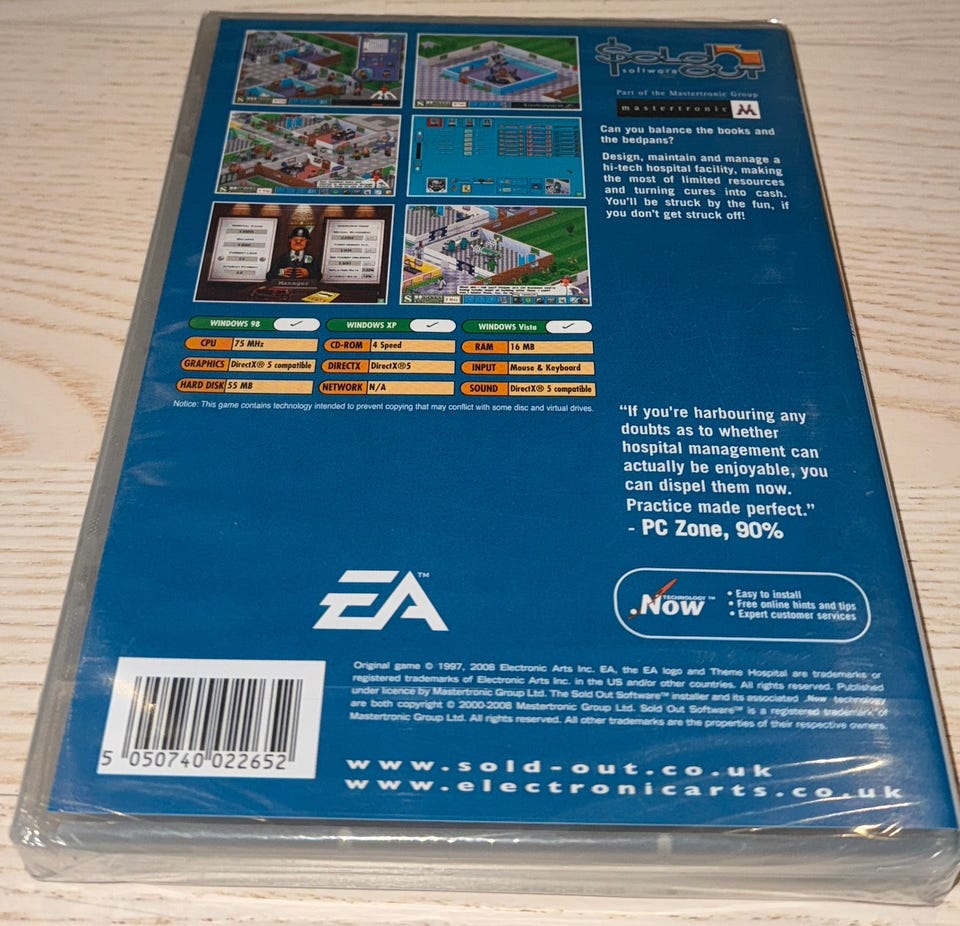 SOLD OUT
software
Part of the Mastertronic Group
mastertronic
Can you balance the books and
the bedpans?
Design, maintain and manage a
hi-tech hospital facility, making
the most of limited resources
and turning cures into cash.
You'll be struck by the fun, if
you don't get struck off!
Manager
WINDOWS 98 WINDOWS XP WINDOWS Vista
CPU 75 MHz CD-ROM 4 Speed RAM 16 MB
GRAPHICS DirectX® 5 compatible DIRECTX DirectX®5 INPUT Mouse & Keyboard
HARD DISK 55 MB NETWORK N/A SOUND DirectX® 5 compatible
Notice: This game contains technology intended to prevent copying that may conflict with some disc and virtual drives.
"If you're harbouring any
doubts as to whether
hospital management can
actually be enjoyable, you
can dispel them now.
Practice made perfect."
- PC Zone, 90%
EA™
.Now TECHNOLOGY™
• Easy to install
• Free online hints and tips
• Expert customer services
Original game © 1997, 2008 Electronic Arts Inc. EA, the EA logo and Theme Hospital are trademarks or
registered trademarks of Electronic Arts Inc. in the US and/or other countries. All rights reserved. Published
under licence by Mastertronic Group Ltd. The Sold Out Software™ installer and its associated .Now technology
are both copyright © 2000-2008 Mastertronic Group Ltd. Sold Out Software™ is a registered trademark of
Mastertronic Group Ltd. All rights reserved. All other trademarks are the properties of their respective owners.
5 050740 022652
www.sold-out.co.uk
www.electronicarts.co.uk